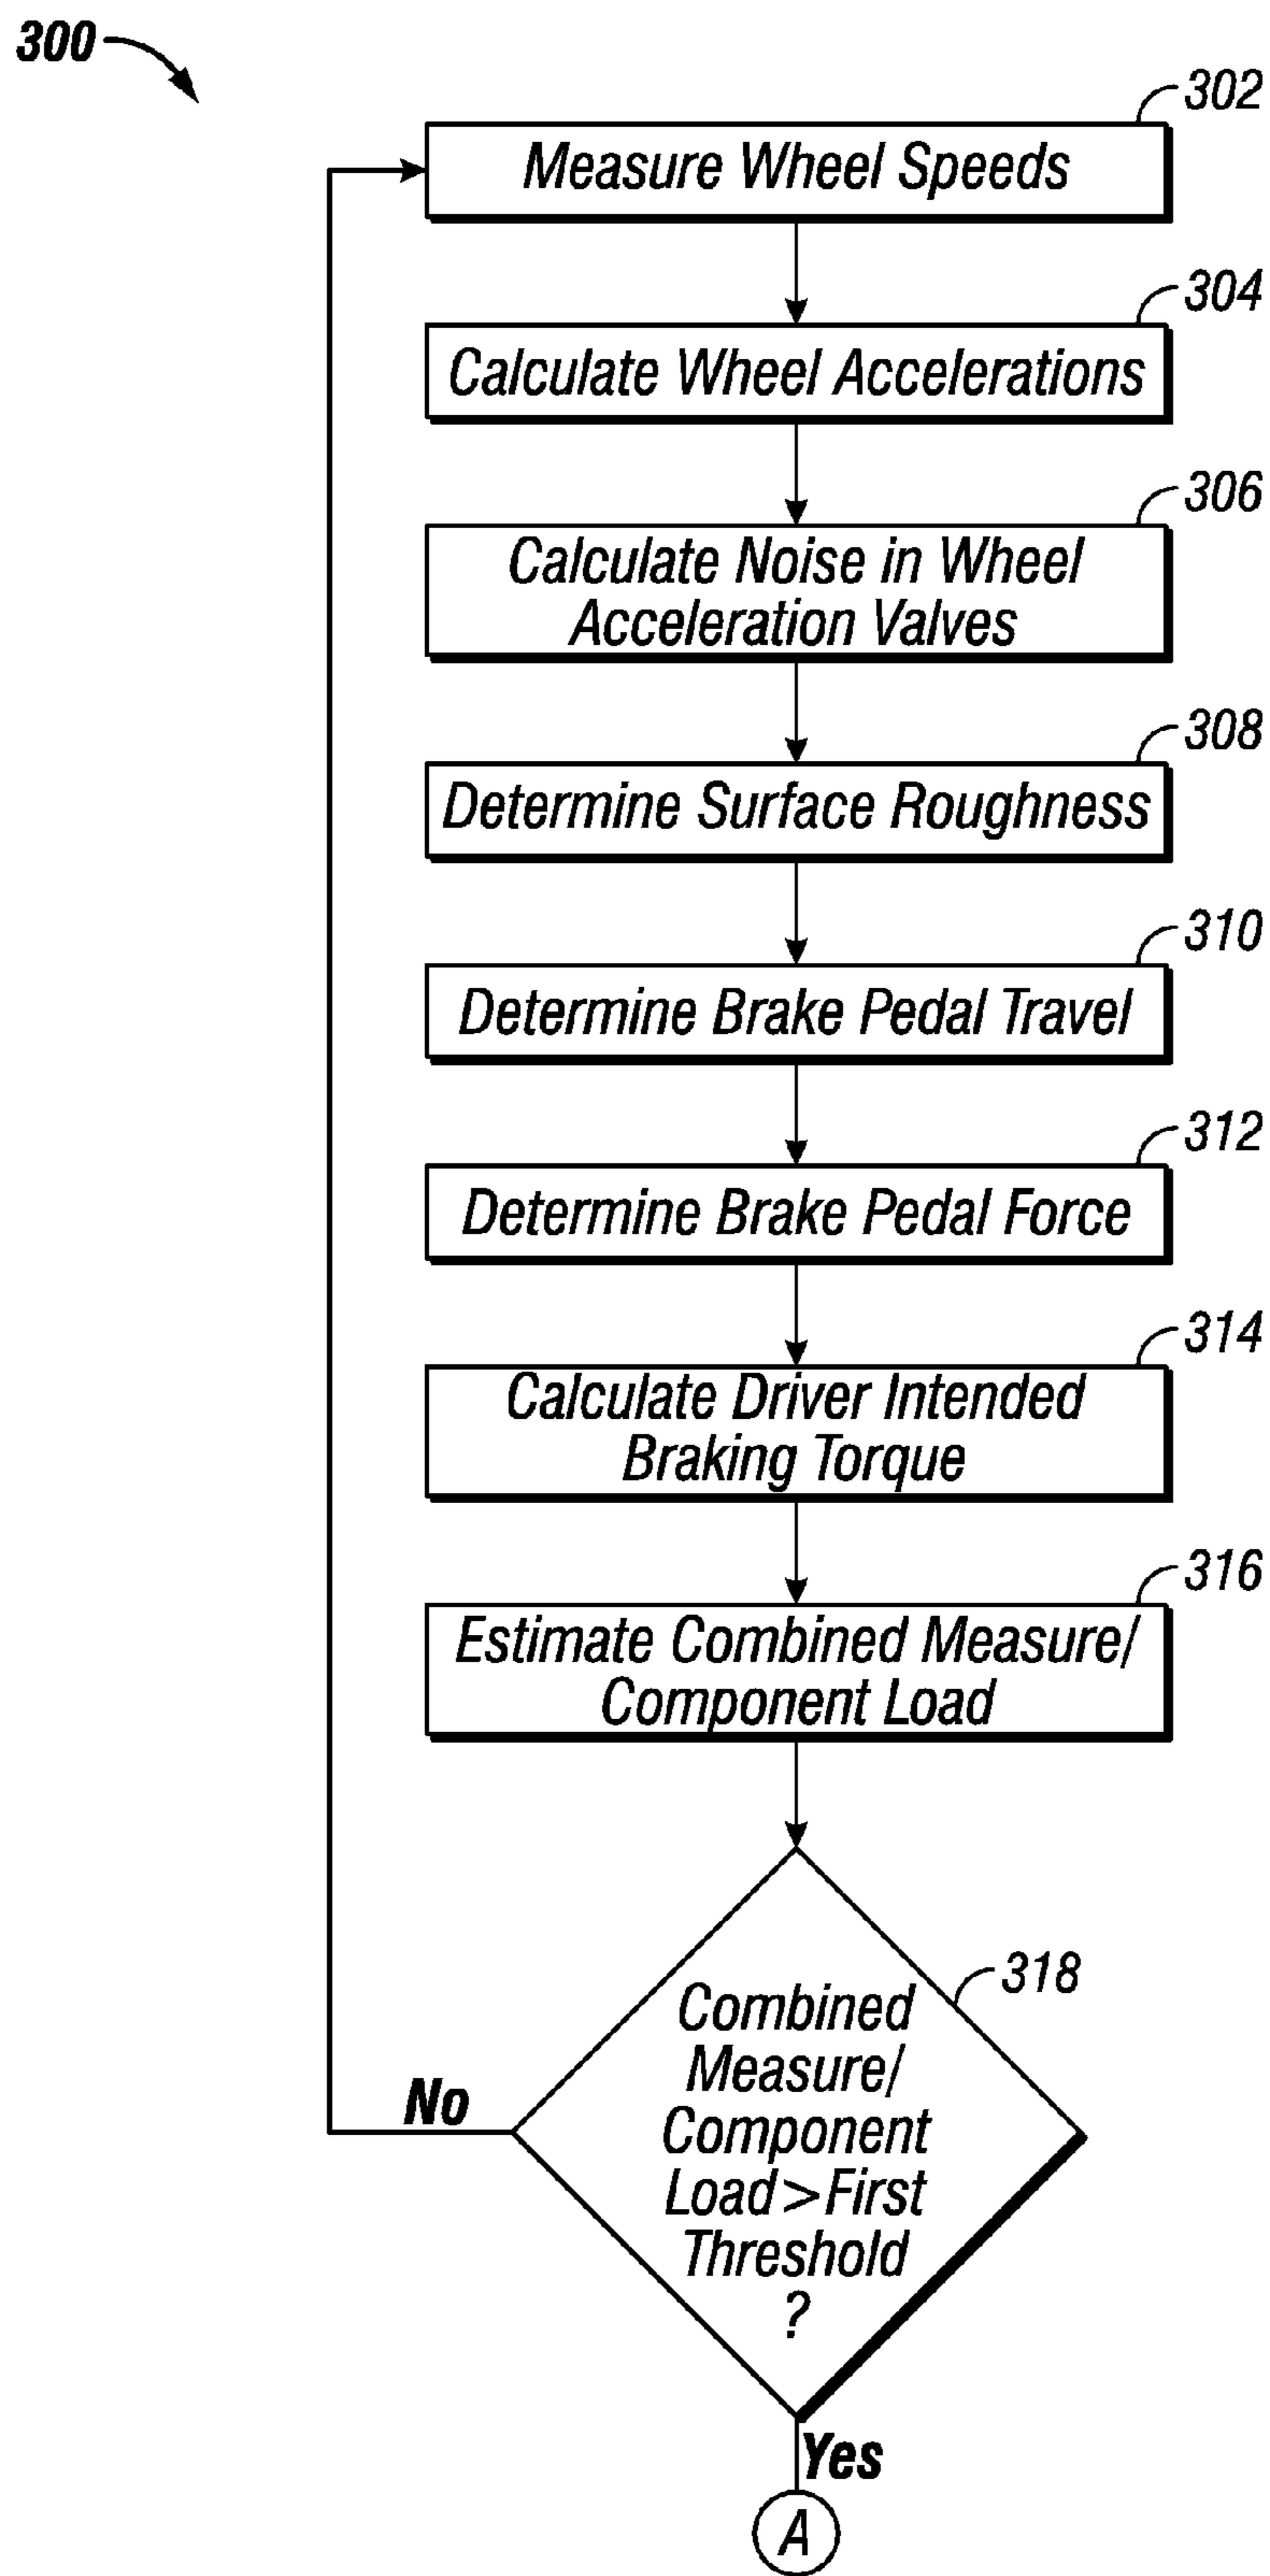 300
302
Measure Wheel Speeds
304
Calculate Wheel Accelerations
306
Calculate Noise in Wheel
Acceleration Valves
308
Determine Surface Roughness
310
Determine Brake Pedal Travel
312
Determine Brake Pedal Force
314
Calculate Driver Intended
Braking Torque
316
Estimate Combined Measure/
Component Load
318
Combined
Measure/
Component
Load>First
Threshold
?
No
Yes
A